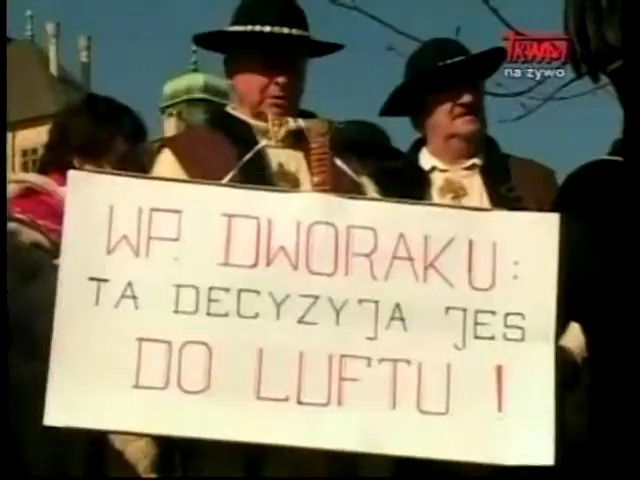 TRWAM
na żywo
WP. DWORAKU:
TA DECYZYJA JES
DO LUFTU !